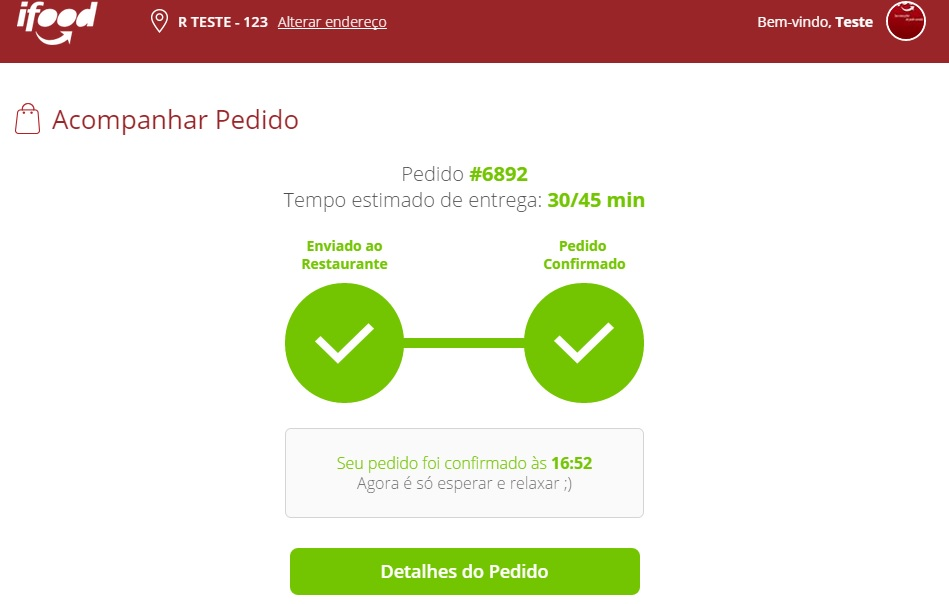 ifood
R TESTE - 123 Alterar endereço
Bem-vindo, Teste
Acompanhar Pedido
Pedido #6892
Tempo estimado de entrega: 30/45 min
Enviado ao
Restaurante
Pedido
Confirmado
Seu pedido foi confirmado às 16:52
Agora é só esperar e relaxar ;)
Detalhes do Pedido